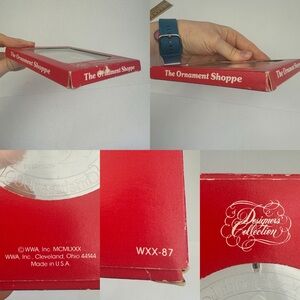 The Ornament Shoppe
The Ornament Shoppe
© WWA, Inc. MCMLXXX
WWA, Inc., Cleveland, Ohio 44144
Made in U.S.A.
WXX-87
Designers'
Collection